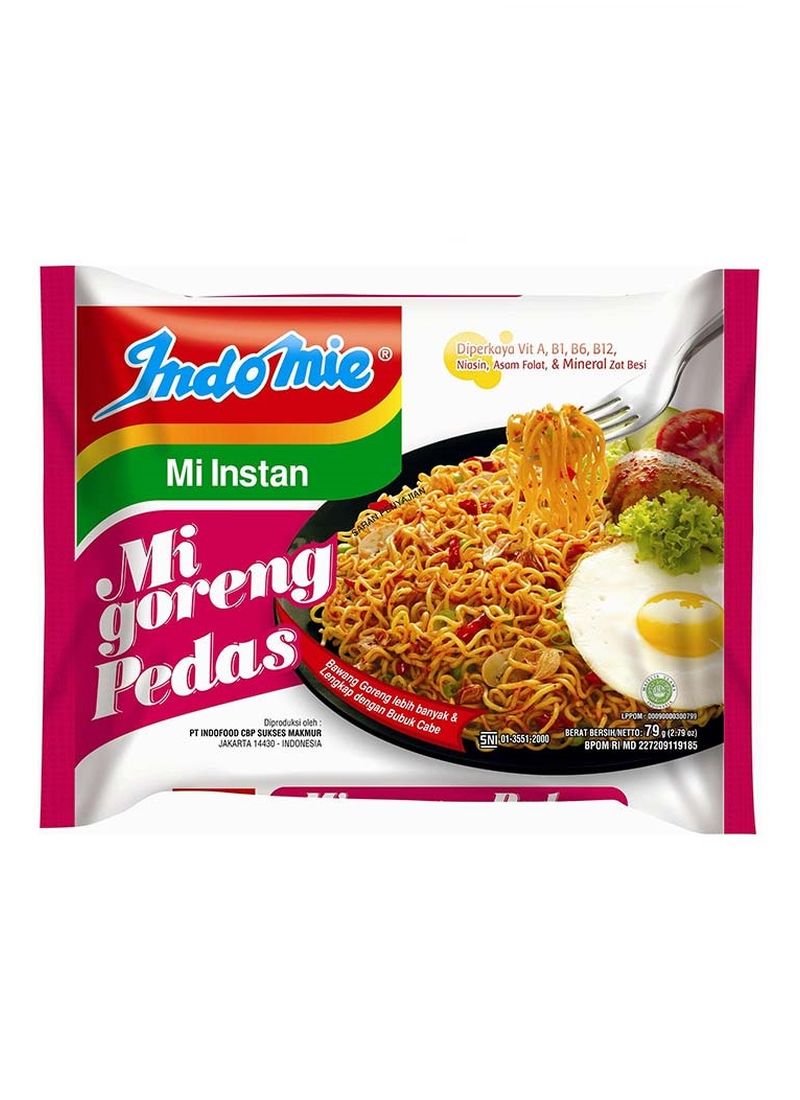 Indomie®
Mi Instan
Mi
goreng
Pedas
Diperkaya Vit A, B1, B6, B12,
Niasin, Asam Folat, & Mineral Zat Besi
SARAN PENYAJIAN
Bawang Goreng lebih banyak &
Lengkap dengan Bubuk Cabe
Diproduksi oleh :
PT INDOFOOD CBP SUKSES MAKMUR
JAKARTA 14430 - INDONESIA
SNI 01-3551-2000
LPPOM : 00090000300799
BERAT BERSIH/NETTO: 79 g (2.79 oz)
BPOM RI MD 227209119185